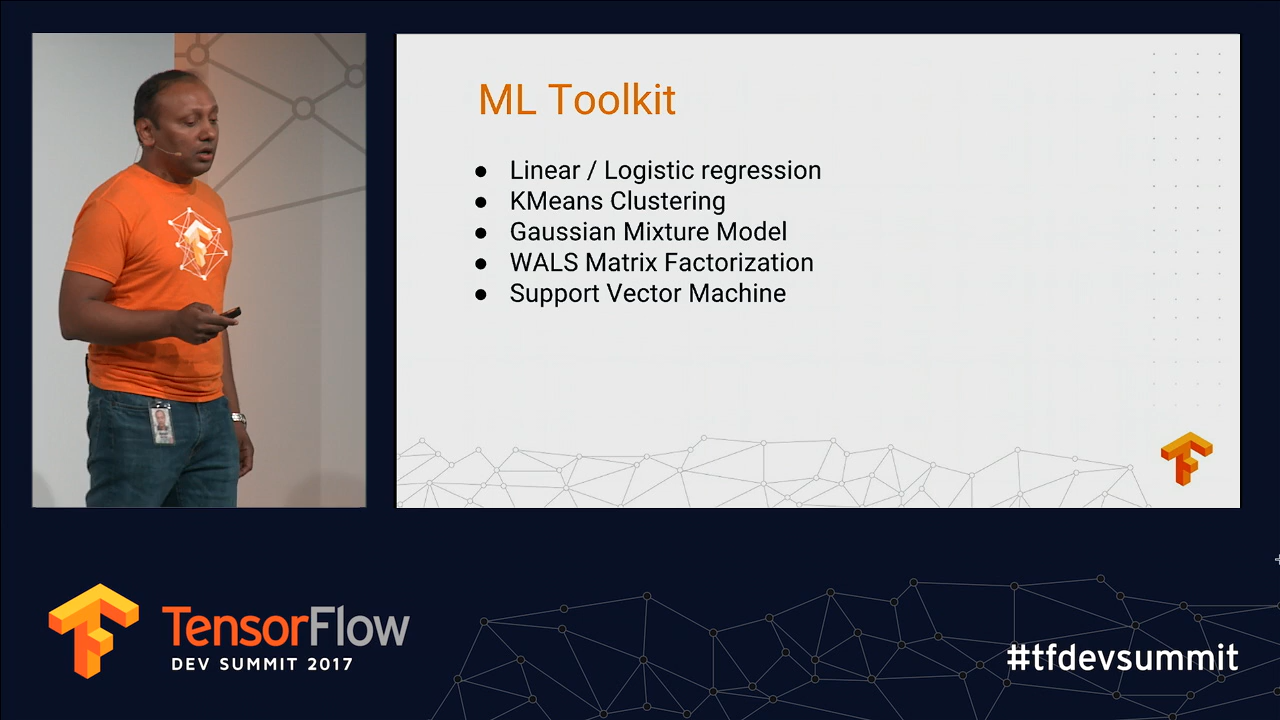 ML Toolkit
● Linear / Logistic regression
● KMeans Clustering
● Gaussian Mixture Model
● WALS Matrix Factorization
● Support Vector Machine
TensorFlow
DEV SUMMIT 2017
#tfdevsummit